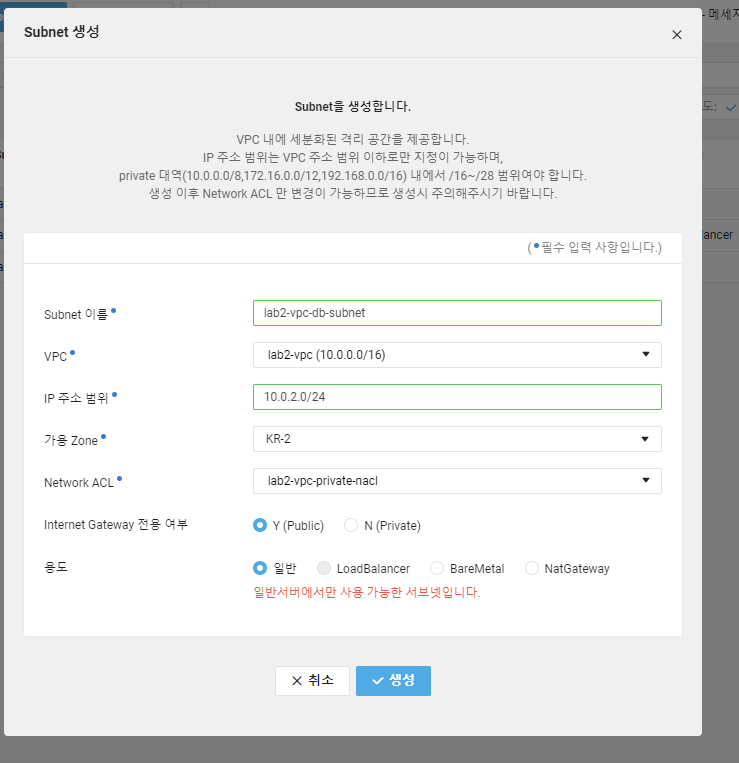 메세지
Subnet 생성
도:
Subnet을 생성합니다.
VPC 내에 세분화된 격리 공간을 제공합니다.
IP 주소 범위는 VPC 주소 범위 이하로만 지정이 가능하며,
private 대역(10.0.0.0/8,172.16.0.0/12,192.168.0.0/16) 내에서 /16~/28 범위여야 합니다.
생성 이후 Network ACL 만 변경이 가능하므로 생성시 주의해주시기 바랍니다.
ancer
( 필수 입력 사항입니다.)
Subnet 이름 lab2-vpc-db-subnet
VPC lab2-vpc (10.0.0.0/16)
IP 주소 범위 10.0.2.0/24
가용 Zone KR-2
Network ACL lab2-vpc-private-nacl
Internet Gateway 전용 여부 Y (Public) N (Private)
용도 일반 LoadBalancer BareMetal NatGateway
일반서버에서만 사용 가능한 서브넷입니다.
취소 생성